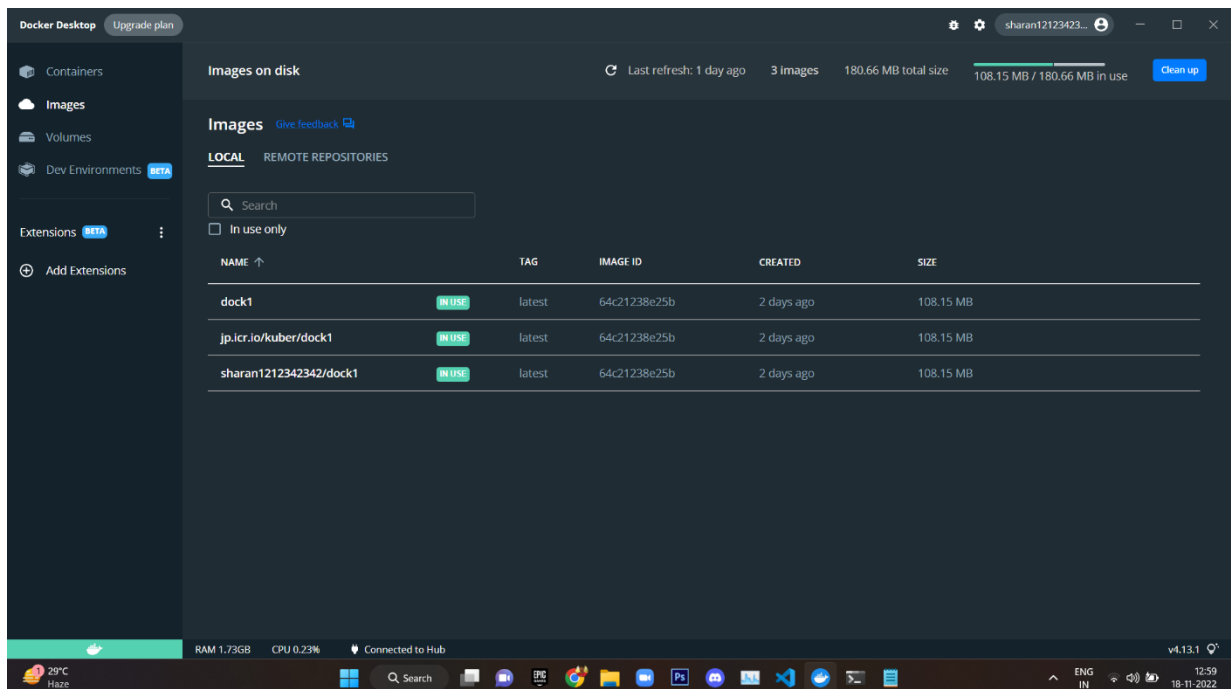 Docker Desktop Upgrade plan sharan12123423...
Containers
Images
Volumes
Dev Environments BETA
Extensions BETA
Add Extensions
Images on disk Last refresh: 1 day ago 3 images 180.66 MB total size 108.15 MB / 180.66 MB in use Clean up
Images Give feedback
LOCAL REMOTE REPOSITORIES
Search
In use only
NAME TAG IMAGE ID CREATED SIZE
dock1 IN USE latest 64c21238e25b 2 days ago 108.15 MB
jp.icr.io/kuber/dock1 IN USE latest 64c21238e25b 2 days ago 108.15 MB
sharan1212342342/dock1 IN USE latest 64c21238e25b 2 days ago 108.15 MB
RAM 1.73GB CPU 0.23% Connected to Hub v4.13.1
1 29°C Search EPIC GAMES Ps ENG 12:59
Haze IN 18-11-2022